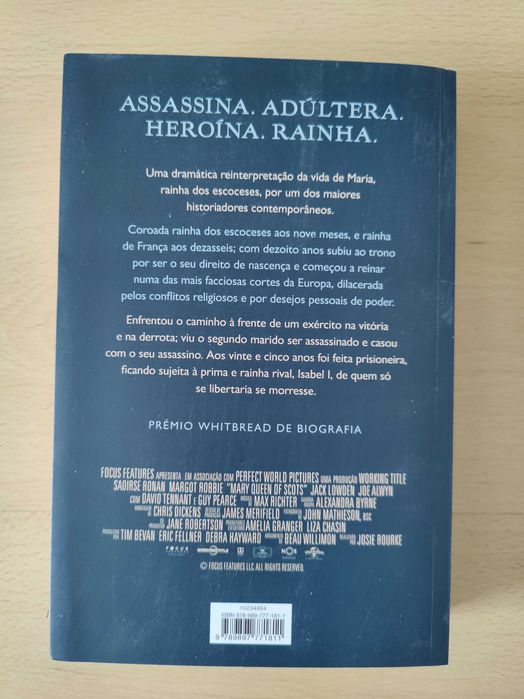 ASSASSINA. ADÚLTERA.
HEROÍNA. RAINHA.
Uma dramática reinterpretação da vida de Maria,
rainha dos escoceses, por um dos maiores
historiadores contemporâneos.
Coroada rainha dos escoceses aos nove meses, e rainha
de França aos dezasseis; com dezoito anos subiu ao trono
por ser o seu direito de nascença e começou a reinar
numa das mais facciosas cortes da Europa, dilacerada
pelos conflitos religiosos e por desejos pessoais de poder.
Enfrentou o caminho à frente de um exército na vitória
e na derrota; viu o segundo marido ser assassinado e casou
com o seu assassino. Aos vinte e cinco anos foi feita prisioneira,
ficando sujeita à prima e rainha rival, Isabel I, de quem só
se libertaria se morresse.
PRÉMIO WHITBREAD DE BIOGRAFIA
FOCUS FEATURES APRESENTA EM ASSOCIAÇÃO COM PERFECT WORLD PICTURES UMA PRODUÇÃO WORKING TITLE
SAOIRSE RONAN MARGOT ROBBIE "MARY QUEEN OF SCOTS" JACK LOWDEN JOE ALWYN
COM DAVID TENNANT E GUY PEARCE MAX RICHTER ALEXANDRA BYRNE
CHRIS DICKENS JAMES MERIFIELD JOHN MATHIESON, BSC
JANE ROBERTSON AMELIA GRANGER LIZA CHASIN
TIM BEVAN ERIC FELLNER DEBRA HAYWARD BEAU WILLIMON JOSIE ROURKE
FOCUS WORKING TITLE NOS UNIVERSAL
© FOCUS FEATURES LLC. ALL RIGHTS RESERVED.
10234684
ISBN 978-989-777-181-1
9 789897 771811